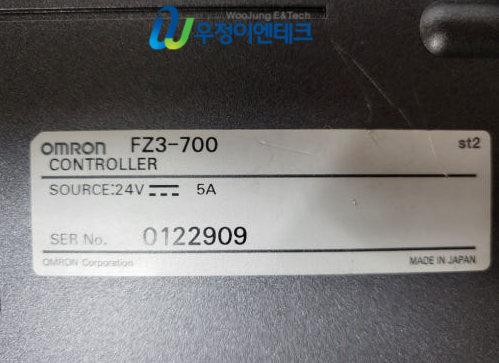 WooJung E&Tech
우정이엔테크
OMRON FZ3-700 st2
CONTROLLER
SOURCE:24V 5A
SER No. 0122909
OMRON Corporation MADE IN JAPAN